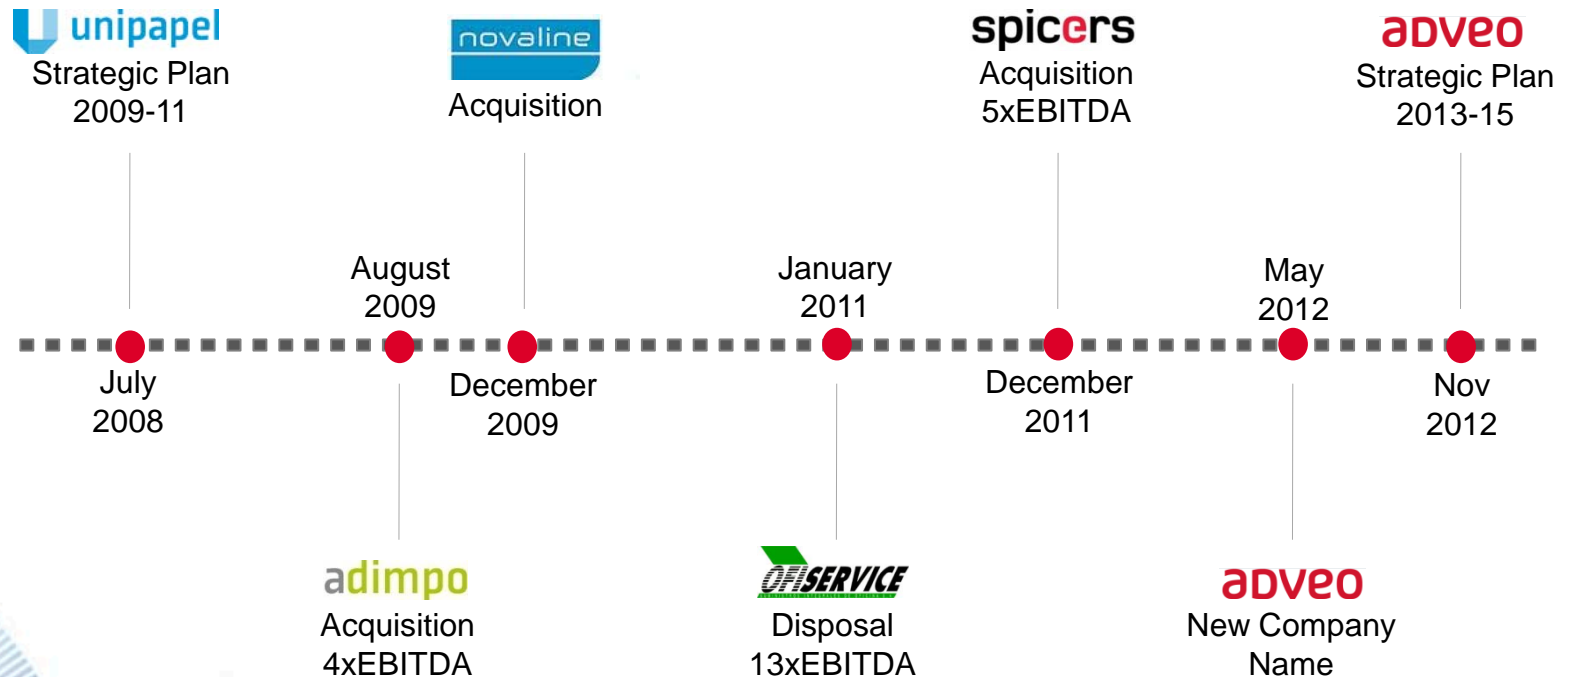 unipapel
Strategic Plan
2009-11
novaline
Acquisition
spicers
Acquisition
5xEBITDA
aDveo
Strategic Plan
2013-15
August
2009
January
2011
May
2012
July
2008
December
2009
December
2011
Nov
2012
adimpo
Acquisition
4xEBITDA
OFISERVICE
Disposal
13xEBITDA
aDveo
New Company
Name